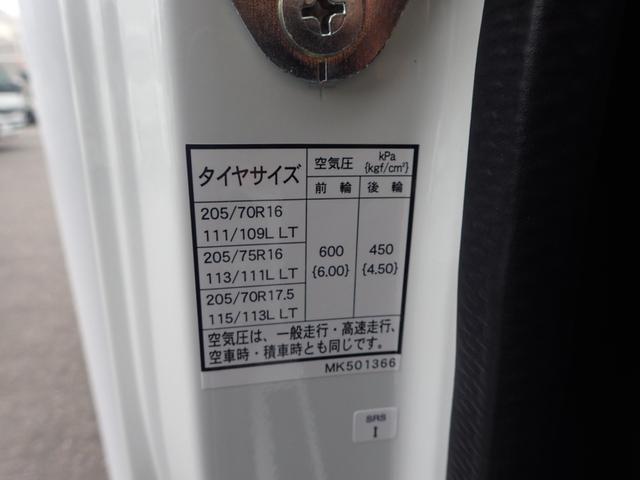 タイヤサイズ
空気圧 kPa {kgf/cm²}
前輪 後輪
205/70R16
111/109L LT
205/75R16
113/111L LT
205/70R17.5
115/113L LT
600 {6.00}
450 {4.50}
空気圧は、一般走行・高速走行、
空車時・積車時とも同じです。
MK501366
SRS
I